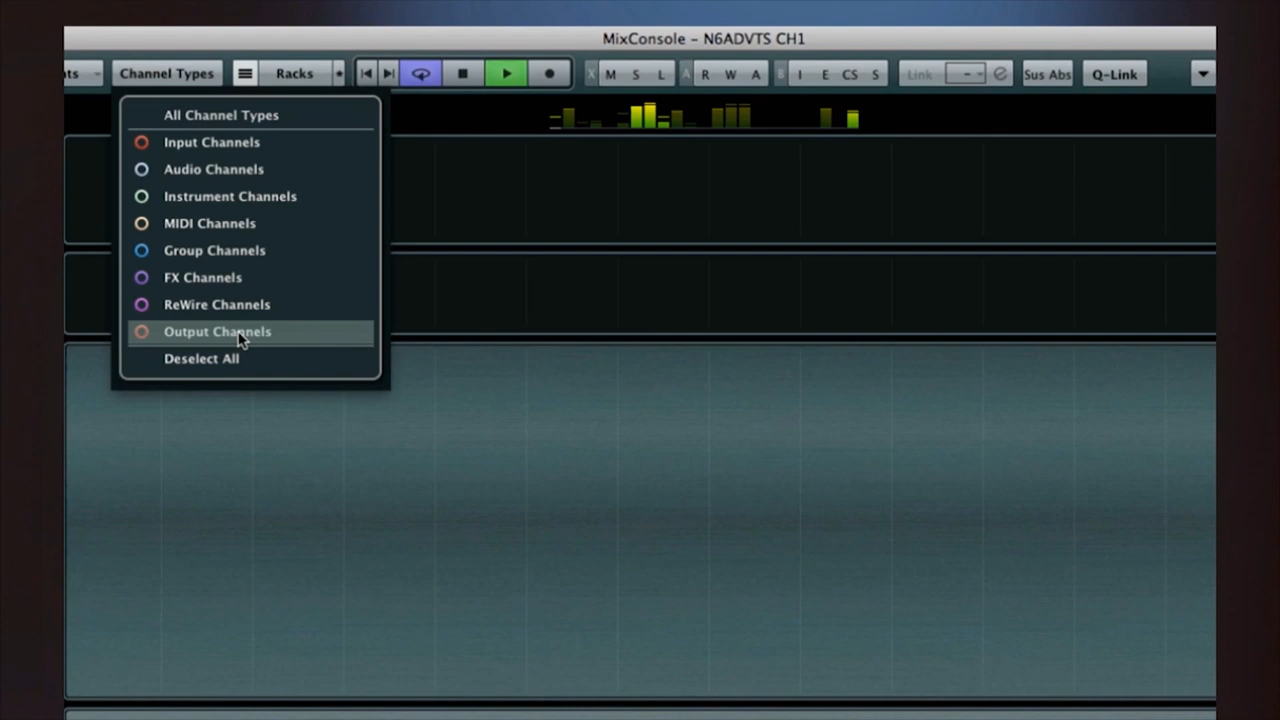 MixConsole – N6ADVTS CH1
Channel Types Racks M S L R W A I E CS S Link Sus Abs Q-Link
All Channel Types
Input Channels
Audio Channels
Instrument Channels
MIDI Channels
Group Channels
FX Channels
ReWire Channels
Output Channels
Deselect All